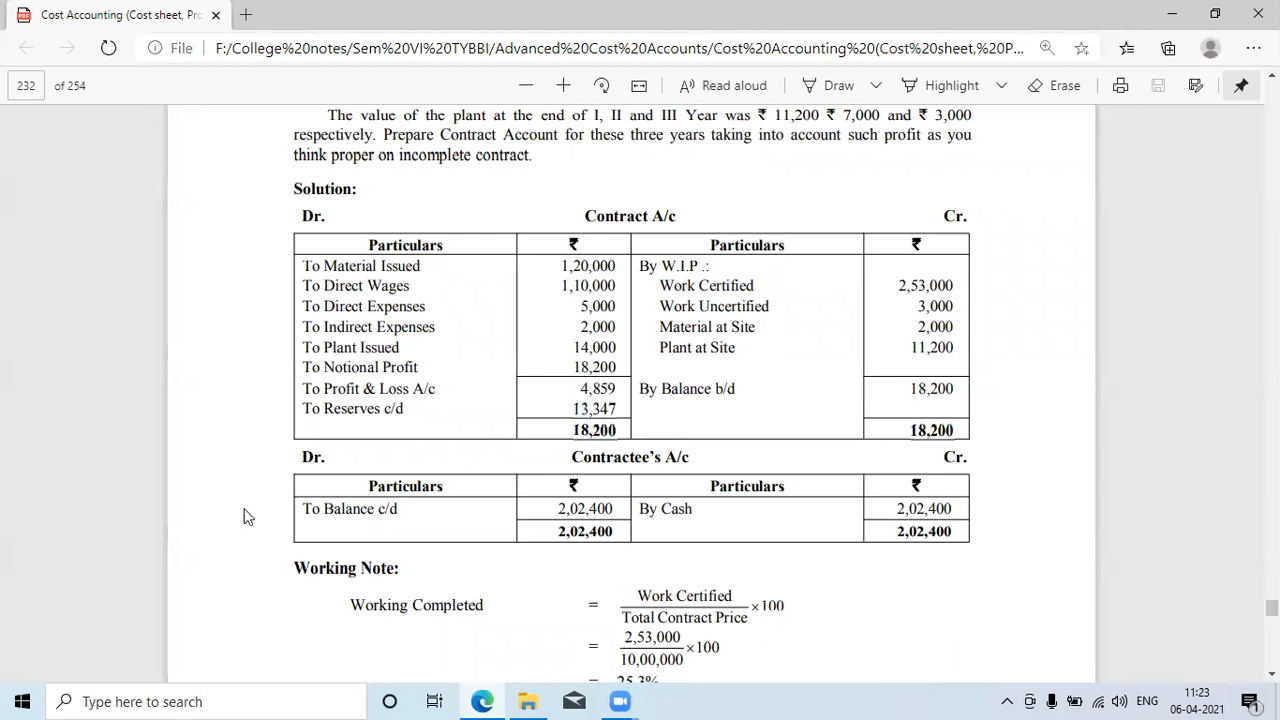 Cost Accounting (Cost sheet, Prc
File F:/College%20notes/Sem%20VI%20TYBBI/Advanced%20Cost%20Accounts/Cost%20Accounting%20(Cost%20sheet,%20P...
232 of 254 Read aloud Draw Highlight Erase
The value of the plant at the end of I, II and III Year was ₹ 11,200 ₹ 7,000 and ₹ 3,000
respectively. Prepare Contract Account for these three years taking into account such profit as you
think proper on incomplete contract.
Solution:
Dr. Contract A/c Cr.
Particulars ₹ Particulars ₹
To Material Issued 1,20,000 By W.I.P .:
To Direct Wages 1,10,000 Work Certified 2,53,000
To Direct Expenses 5,000 Work Uncertified 3,000
To Indirect Expenses 2,000 Material at Site 2,000
To Plant Issued 14,000 Plant at Site 11,200
To Notional Profit 18,200
To Profit & Loss A/c 4,859 By Balance b/d 18,200
To Reserves c/d 13,347
18,200 18,200
Dr. Contractee's A/c Cr.
Particulars ₹ Particulars ₹
To Balance c/d 2,02,400 By Cash 2,02,400
2,02,400 2,02,400
Working Note:
Working Completed = Work Certified / Total Contract Price ×100
= 2,53,000 / 10,00,000 ×100
= 25.3%
Type here to search ENG 11:23
06-04-2021